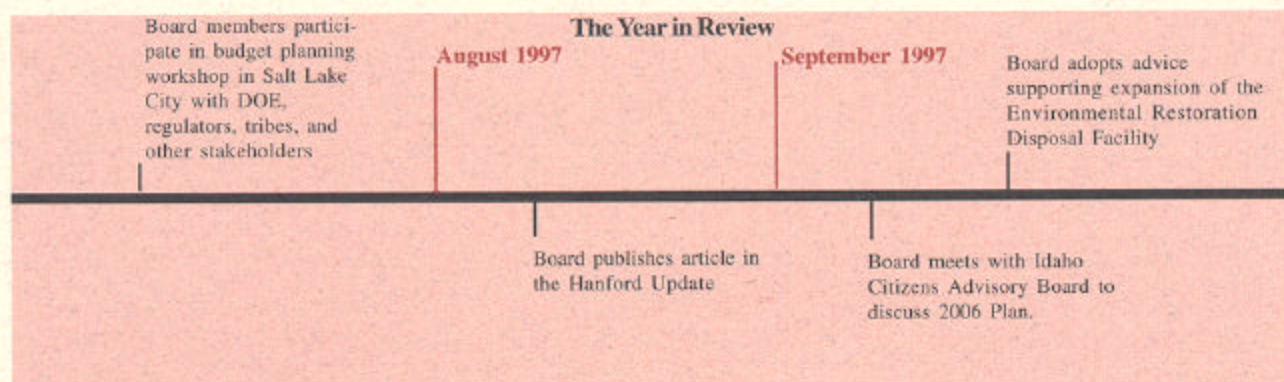 The Year in Review
Board members partici-
pate in budget planning
workshop in Salt Lake
City with DOE,
regulators, tribes, and
other stakeholders
August 1997
Board publishes article in
the Hanford Update
September 1997
Board meets with Idaho
Citizens Advisory Board to
discuss 2006 Plan.
Board adopts advice
supporting expansion of the
Environmental Restoration
Disposal Facility